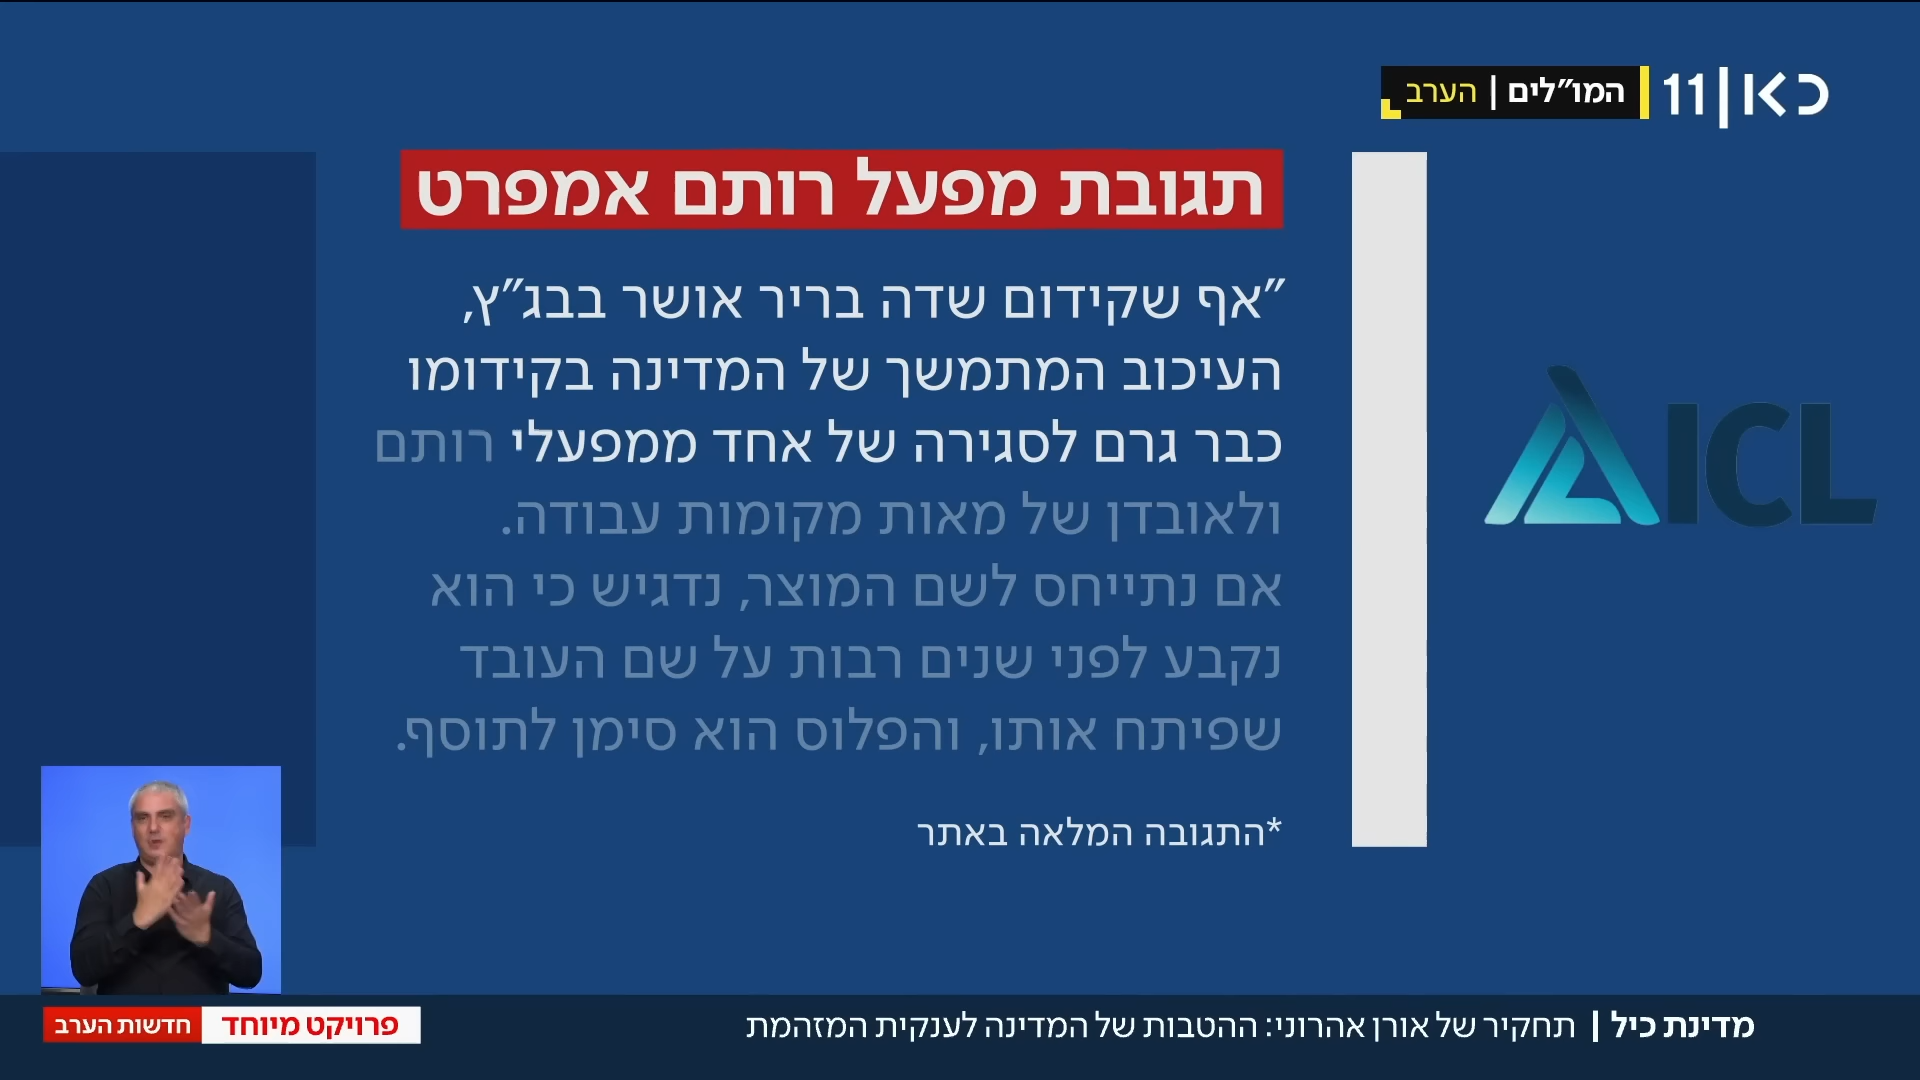 כאן 11
המו"לים | הערב
תגובת מפעל רותם אמפרט
"אף שקידום שדה בריר אושר בבג"ץ,
העיכוב המתמשך של המדינה בקידומו
כבר גרם לסגירה של אחד ממפעלי רותם
ולאובדן של מאות מקומות עבודה.
אם נתייחס לשם המוצר, נדגיש כי הוא
נקבע לפני שנים רבות על שם העובד
שפיתח אותו, והפלוס הוא סימן לתוסף.
*התגובה המלאה באתר
ICL
מדינת כיל | תחקיר של אורן אהרוני: ההטבות של המדינה לענקית המזהמת
פרויקט מיוחד
חדשות הערב